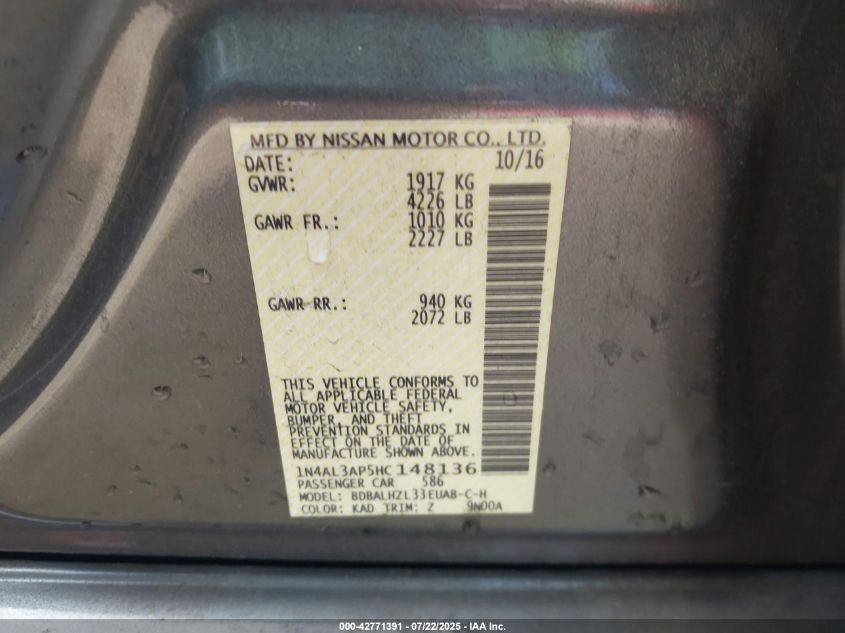 MFD BY NISSAN MOTOR CO., LTD.
DATE: 10/16
GVWR: 1917 KG
4226 LB
GAWR FR.: 1010 KG
2227 LB
GAWR RR.: 940 KG
2072 LB
THIS VEHICLE CONFORMS TO
ALL APPLICABLE FEDERAL
MOTOR VEHICLE SAFETY,
BUMPER, AND THEFT
PREVENTION STANDARDS IN
EFFECT ON THE DATE OF
MANUFACTURE SHOWN ABOVE.
1N4AL3AP5HC148136
PASSENGER CAR 586
MODEL: BDBALHZL33EUAB-C-H
COLOR: KAD TRIM: Z 9N00A
000-42771391 - 07/22/2025 - IAA Inc.